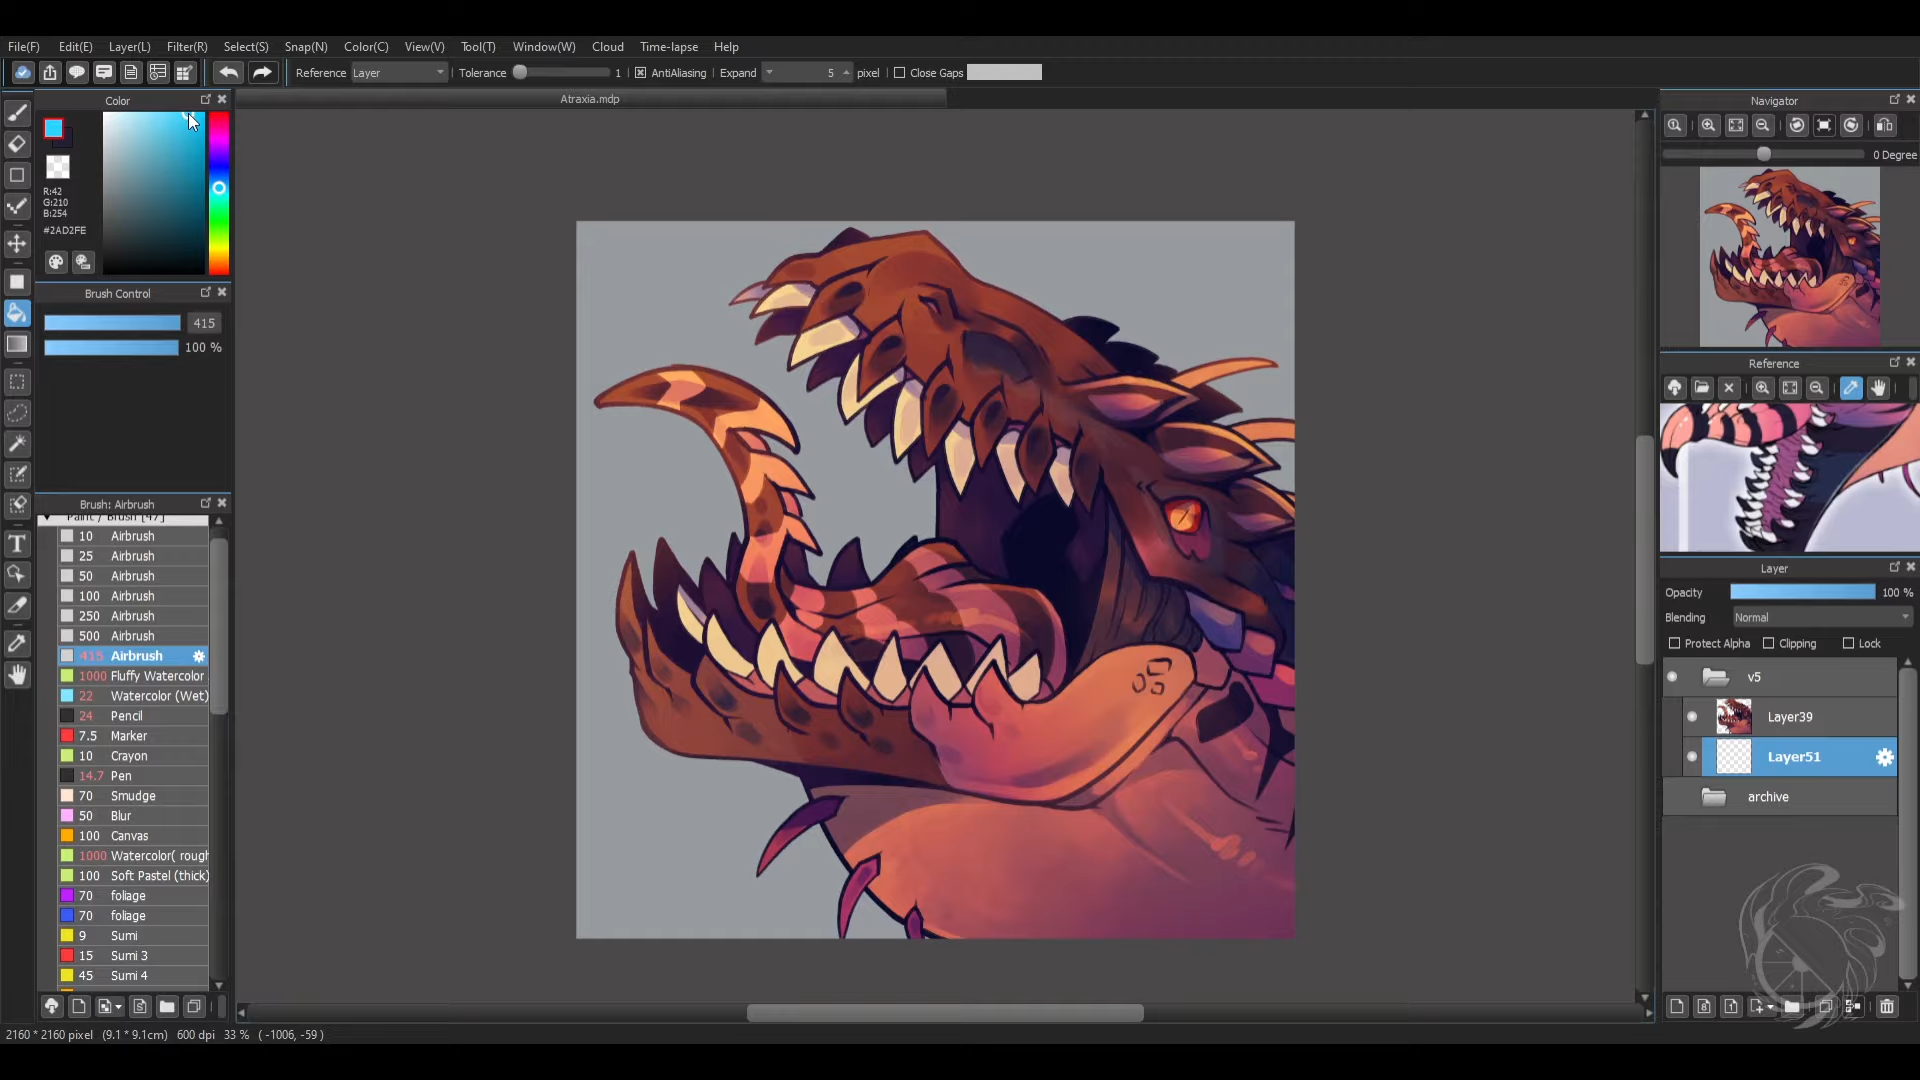 File(F) Edit(E) Layer(L) Filter(R) Select(S) Snap(N) Color(C) View(V) Tool(T) Window(W) Cloud Time-lapse Help
Reference Layer Tolerance 1 AntiAliasing Expand 5 pixel Close Gaps
Color
Atraxia.mdp
R:42
G:210
B:254
#2AD2FE
Brush Control
415
100 %
Brush: Airbrush
Paint / Brush [47]
10 Airbrush
25 Airbrush
50 Airbrush
100 Airbrush
250 Airbrush
500 Airbrush
415 Airbrush
1000 Fluffy Watercolor
22 Watercolor (Wet)
24 Pencil
7.5 Marker
10 Crayon
14.7 Pen
70 Smudge
50 Blur
100 Canvas
1000 Watercolor( rough
100 Soft Pastel (thick)
70 foliage
70 foliage
9 Sumi
15 Sumi 3
45 Sumi 4
Navigator
0 Degree
Reference
Layer
Opacity 100 %
Blending Normal
Protect Alpha Clipping Lock
v5
Layer39
Layer51
archive
2160 * 2160 pixel (9.1 * 9.1cm) 600 dpi 33 % ( -1006, -59 )